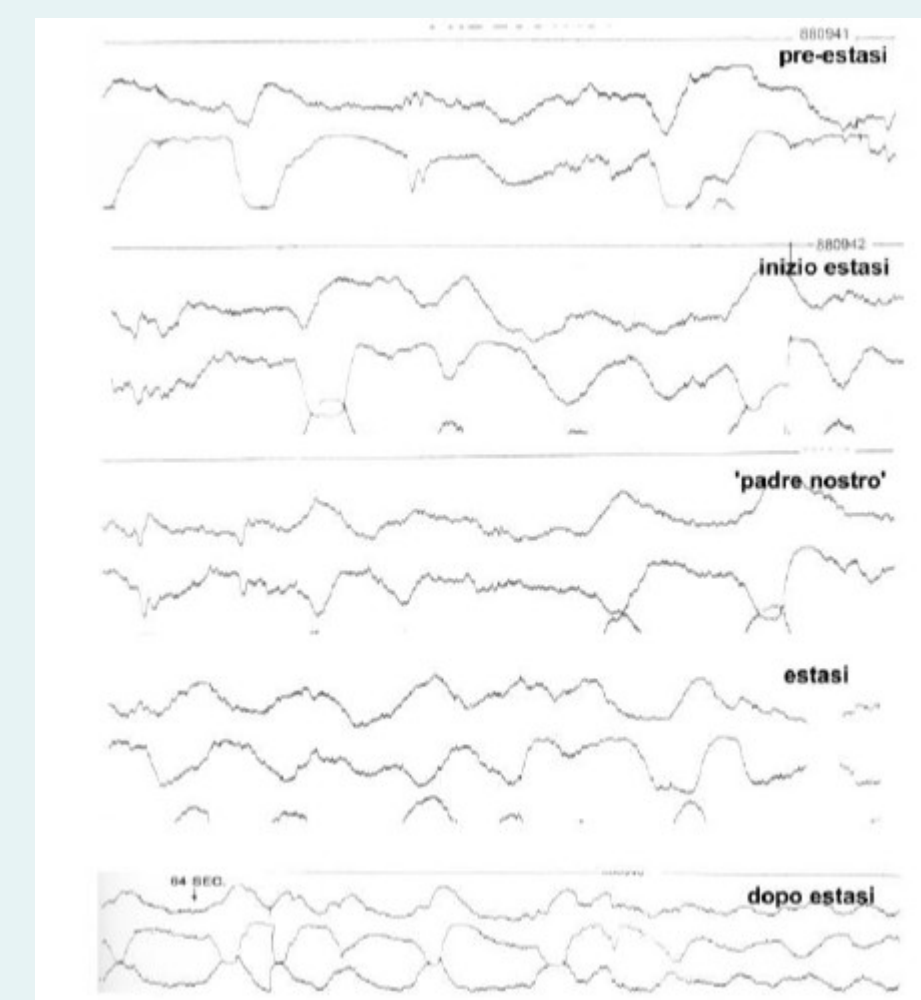 880941
pre-estasi
880942
inizio estasi
'padre nostro'
estasi
64 SEC.
dopo estasi